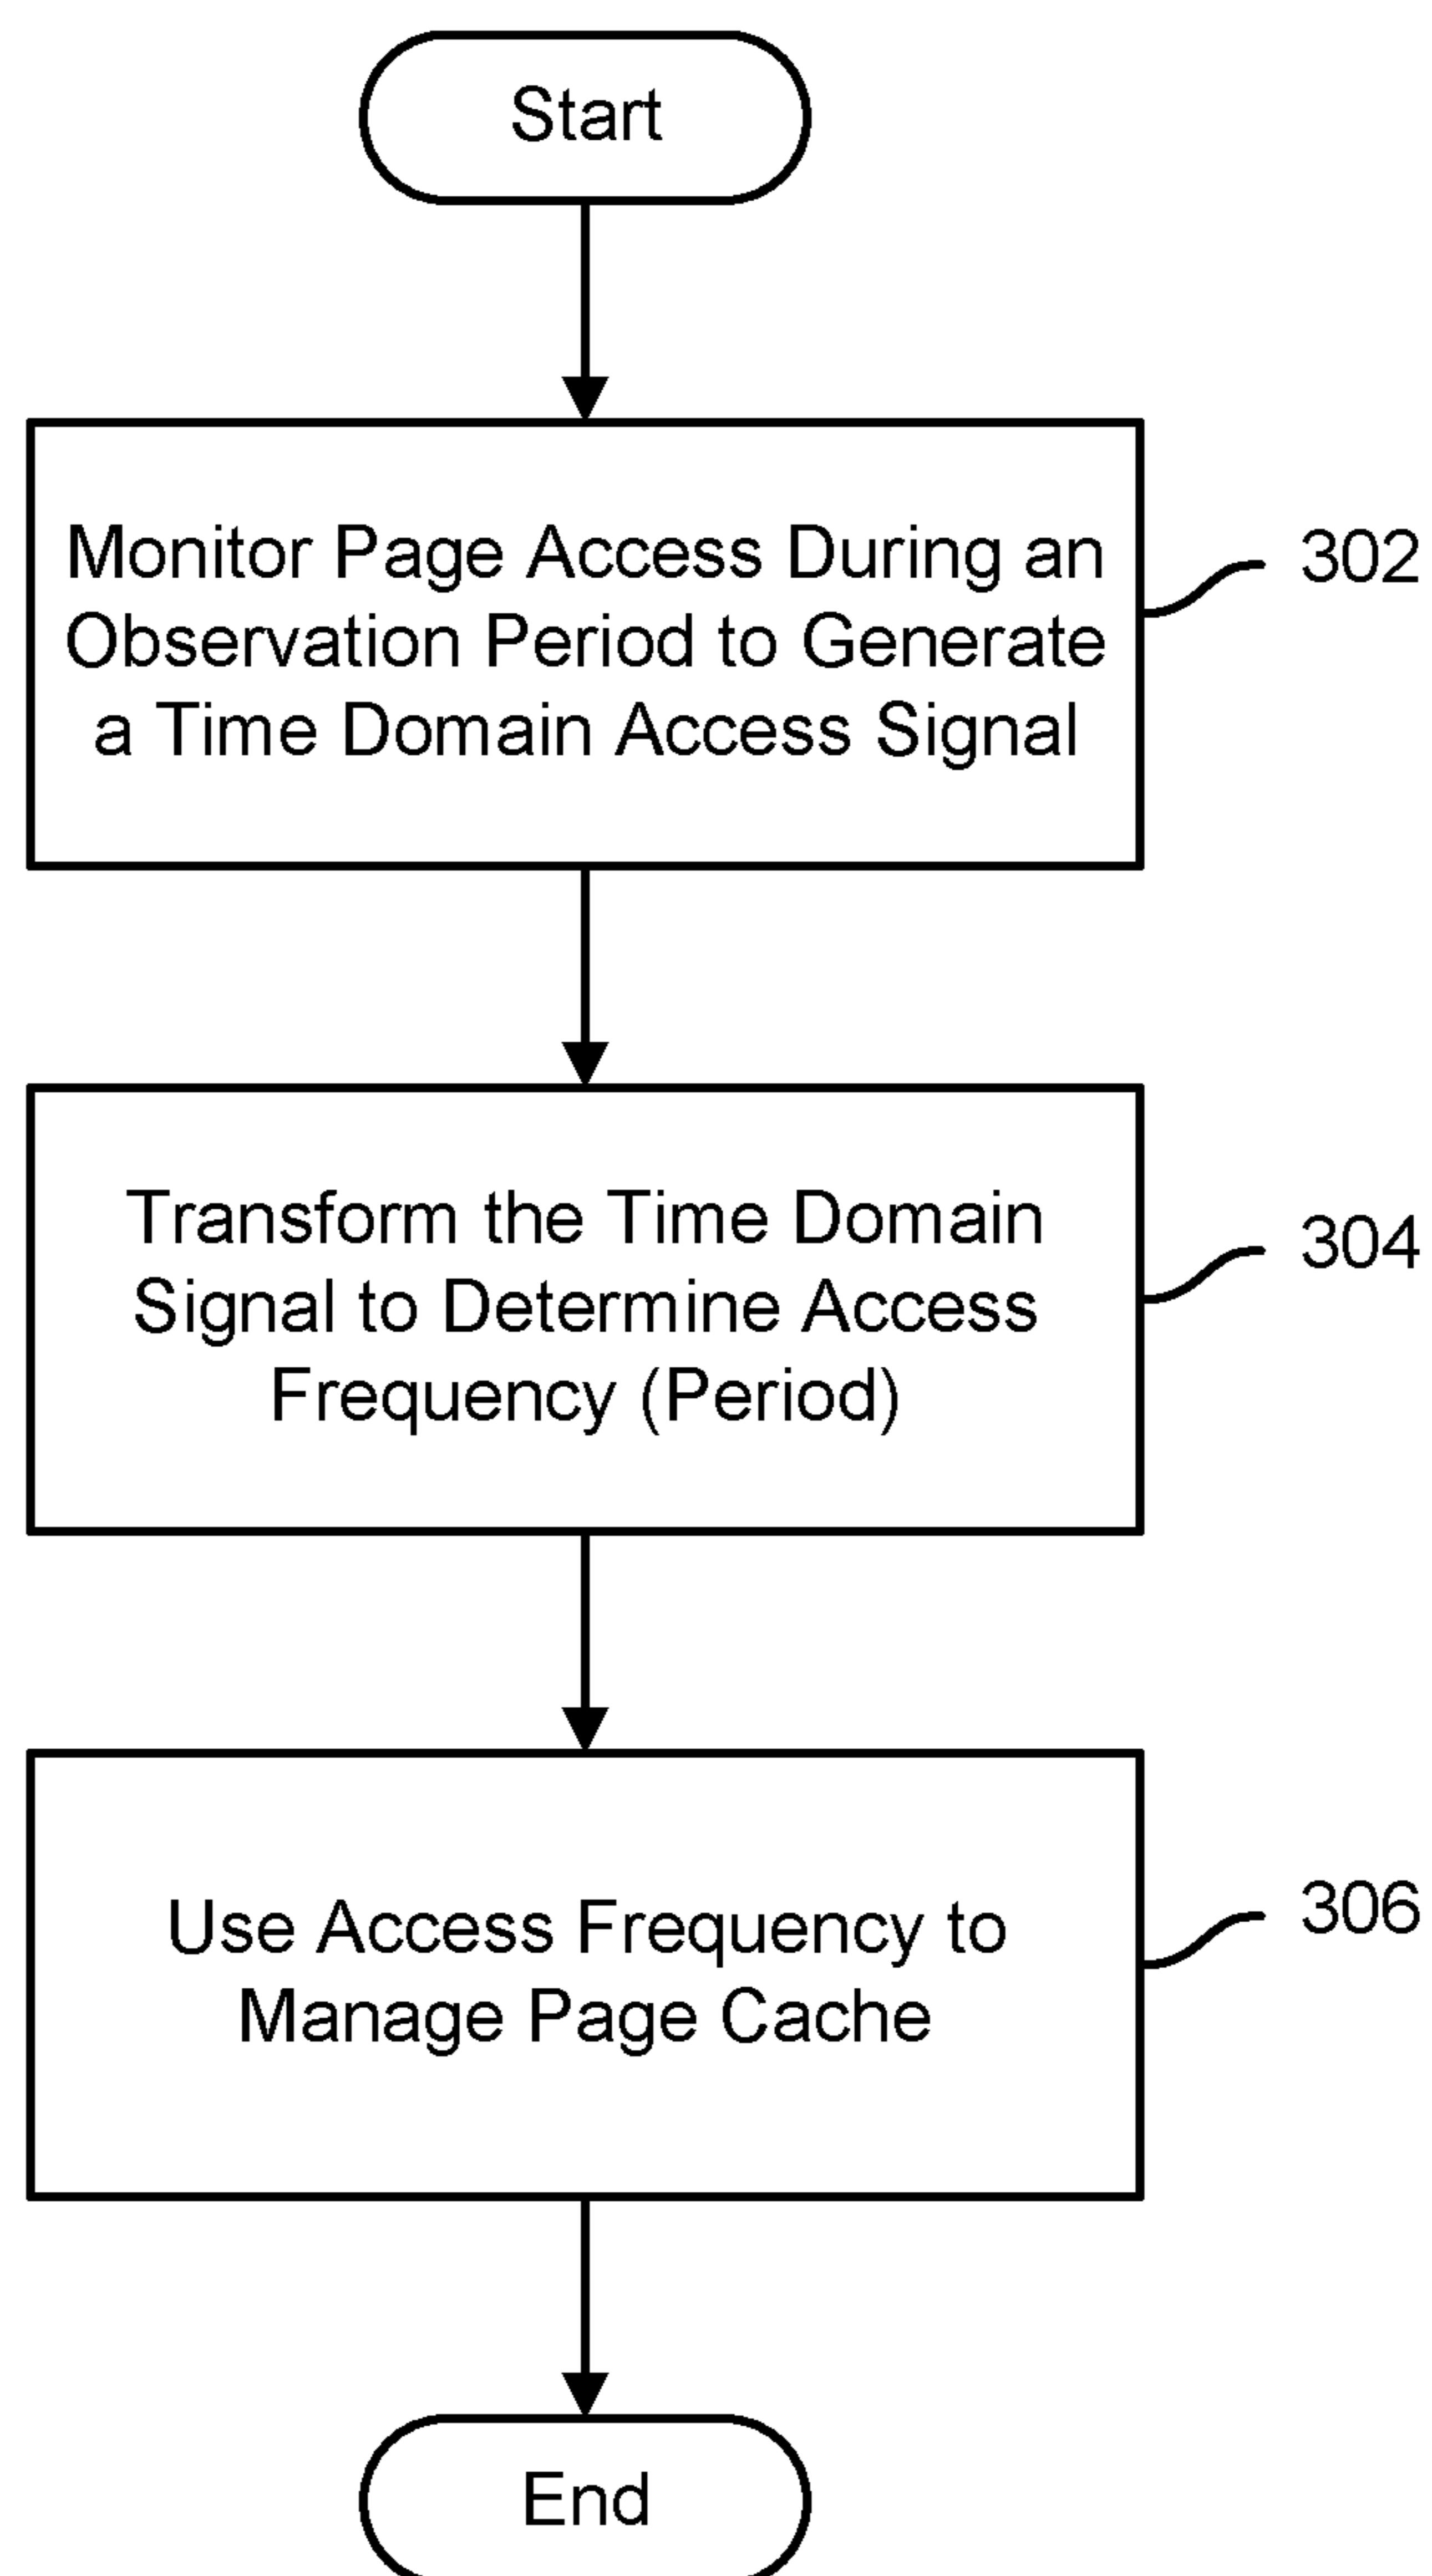 Start
Monitor Page Access During an
Observation Period to Generate
a Time Domain Access Signal
302
Transform the Time Domain
Signal to Determine Access
Frequency (Period)
304
Use Access Frequency to
Manage Page Cache
306
End